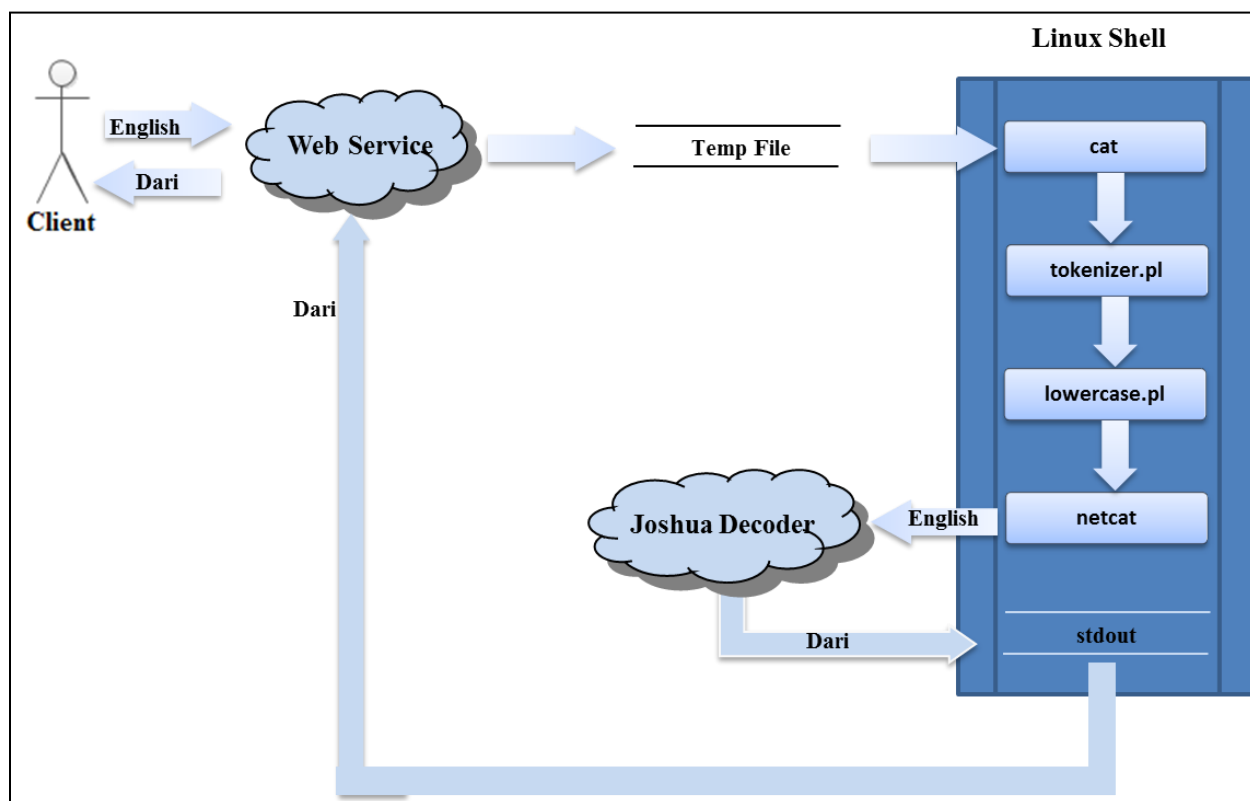 Linux Shell
English
Web Service
Temp File
cat
Dari
Client
tokenizer.pl
Dari
lowercase.pl
Joshua Decoder
English
netcat
Dari
stdout